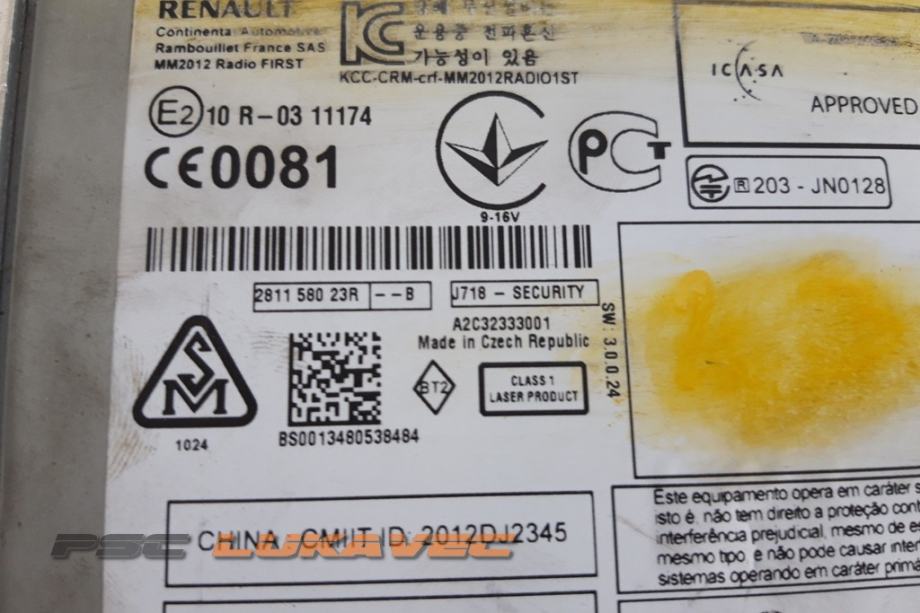 RENAULT
Continental Automotive
Rambouillet France SAS
MM2012 Radio FIRST
운용중 전파혼신
가능성이 있음
KCC-CRM-crf-MM2012RADIO1ST
E2 10 R-03 11174
CE0081
9-16V
PCT
ICASA
APPROVED
R 203 - JN0128
2811 580 23R --B J718 - SECURITY
A2C32333001
Made in Czech Republic
SW: 3.0.0.24
SM
1024
BS0013480538484
BT2
CLASS 1
LASER PRODUCT
CHINA CMIIT ID: 2012DJ2345
PSC LUKAVEC
Este equipamento opera em caráter s
isto é, não tem direito a proteção cont
interferência prejudicial, mesmo de es
mesmo tipo, e não pode causar inter
sistemas operando em caráter prima